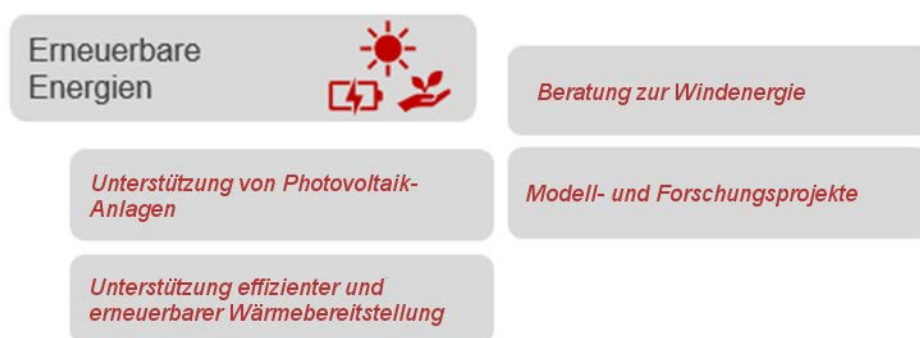 Erneuerbare
Energien
Unterstützung von Photovoltaik-
Anlagen
Unterstützung effizienter und
erneuerbarer Wärmebereitstellung
Beratung zur Windenergie
Modell- und Forschungsprojekte